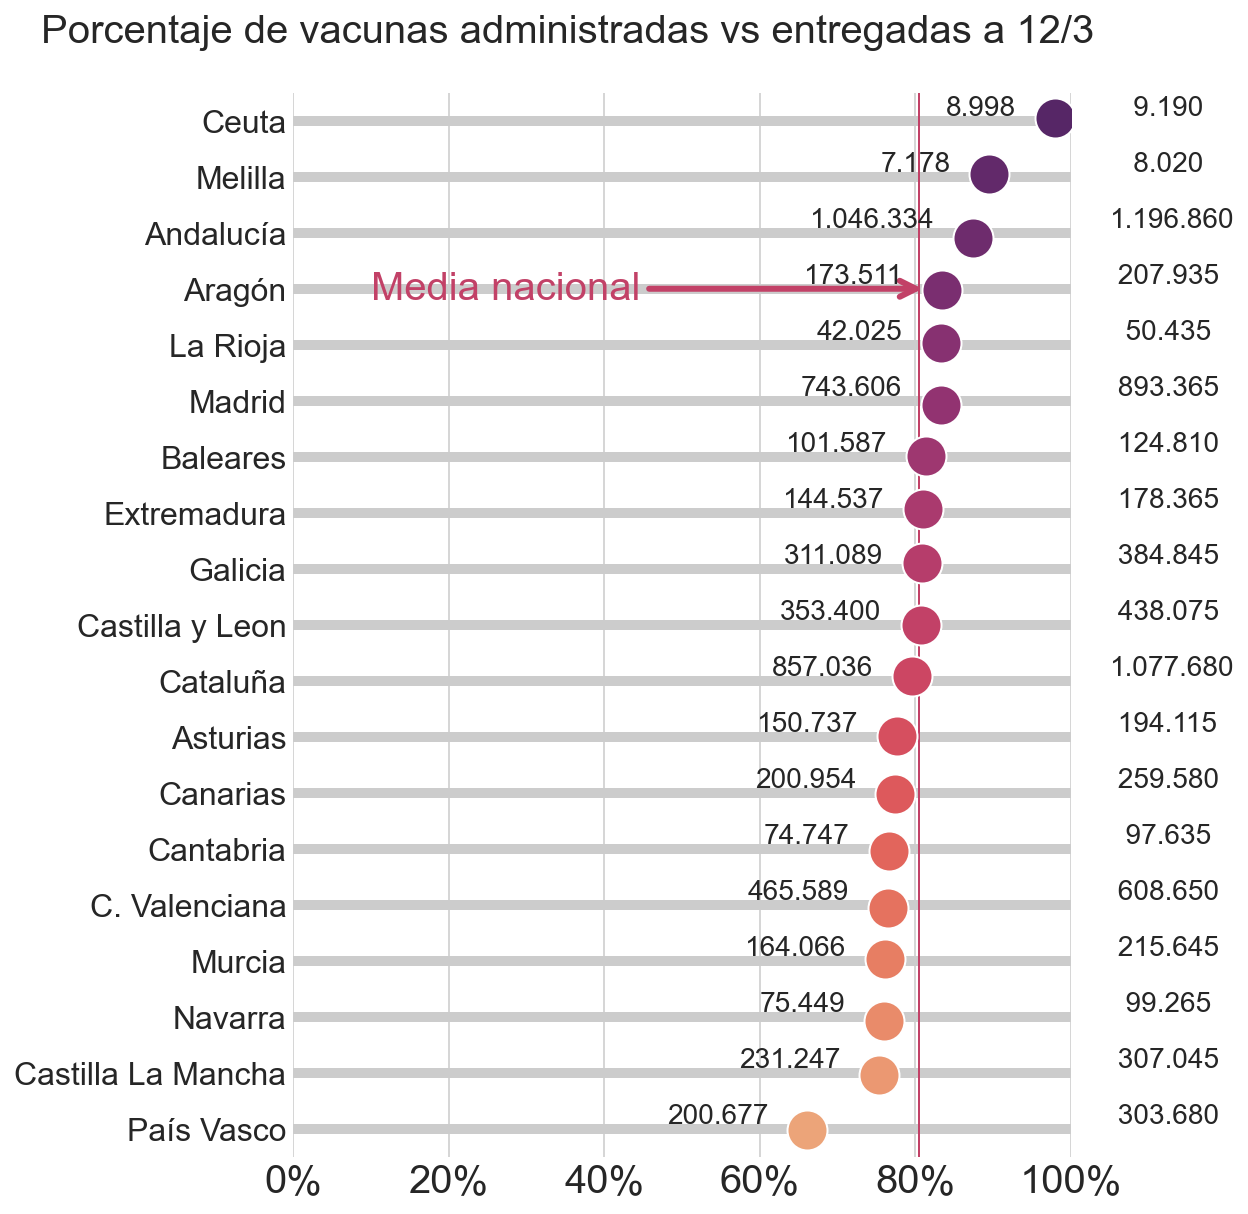 Porcentaje de vacunas administradas vs entregadas a 12/3
Ceuta 8.998 9.190
Melilla 7.178 8.020
Andalucía 1.046.334 1.196.860
Aragón Media nacional 173.511 207.935
La Rioja 42.025 50.435
Madrid 743.606 893.365
Baleares 101.587 124.810
Extremadura 144.537 178.365
Galicia 311.089 384.845
Castilla y Leon 353.400 438.075
Cataluña 857.036 1.077.680
Asturias 150.737 194.115
Canarias 200.954 259.580
Cantabria 74.747 97.635
C. Valenciana 465.589 608.650
Murcia 164.066 215.645
Navarra 75.449 99.265
Castilla La Mancha 231.247 307.045
País Vasco 200.677 303.680
0% 20% 40% 60% 80% 100%